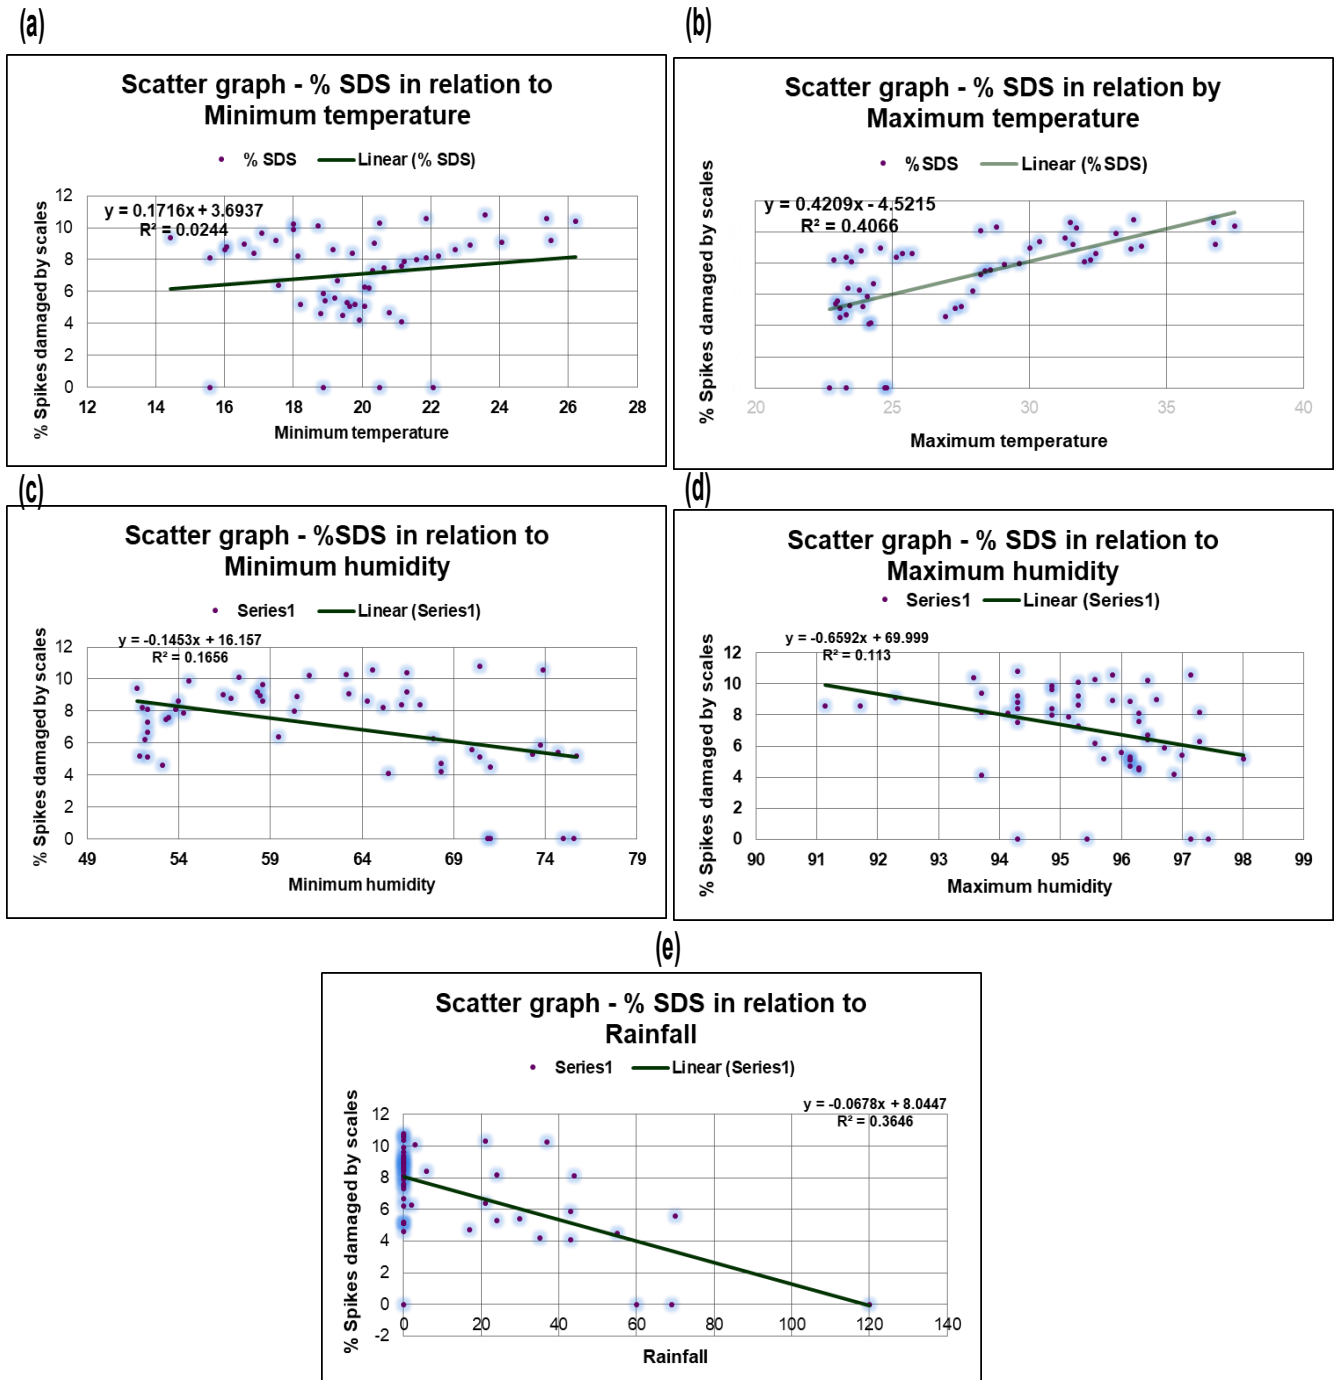 (a)
Scatter graph - % SDS in relation to
Minimum temperature
% SDS
Linear (% SDS)
% Spikes damaged by scales
y = 0.1716x + 3.6937
R² = 0.0244
12
10
8
6
4
2
0
12 14 16 18 20 22 24 26 28
Minimum temperature
(b)
Scatter graph - % SDS in relation by
Maximum temperature
%SDS
Linear (%SDS)
% Spikes damaged by scales
y = 0.4209x - 4.5215
R² = 0.4066
20 25 30 35 40
Maximum temperature
(c)
Scatter graph - %SDS in relation to
Minimum humidity
Series1
Linear (Series1)
% Spikes damaged by scales
y = -0.1453x + 16.157
R² = 0.1656
12
10
8
6
4
2
0
49 54 59 64 69 74 79
Minimum humidity
(d)
Scatter graph - % SDS in relation to
Maximum humidity
Series1
Linear (Series1)
% Spikes damaged by scales
y = -0.6592x + 69.999
R² = 0.113
12
10
8
6
4
2
0
90 91 92 93 94 95 96 97 98 99
Maximum humidity
(e)
Scatter graph - % SDS in relation to
Rainfall
Series1
Linear (Series1)
% Spikes damaged by scales
y = -0.0678x + 8.0447
R² = 0.3646
12
10
8
6
4
2
0
-2
0 20 40 60 80 100 120 140
Rainfall